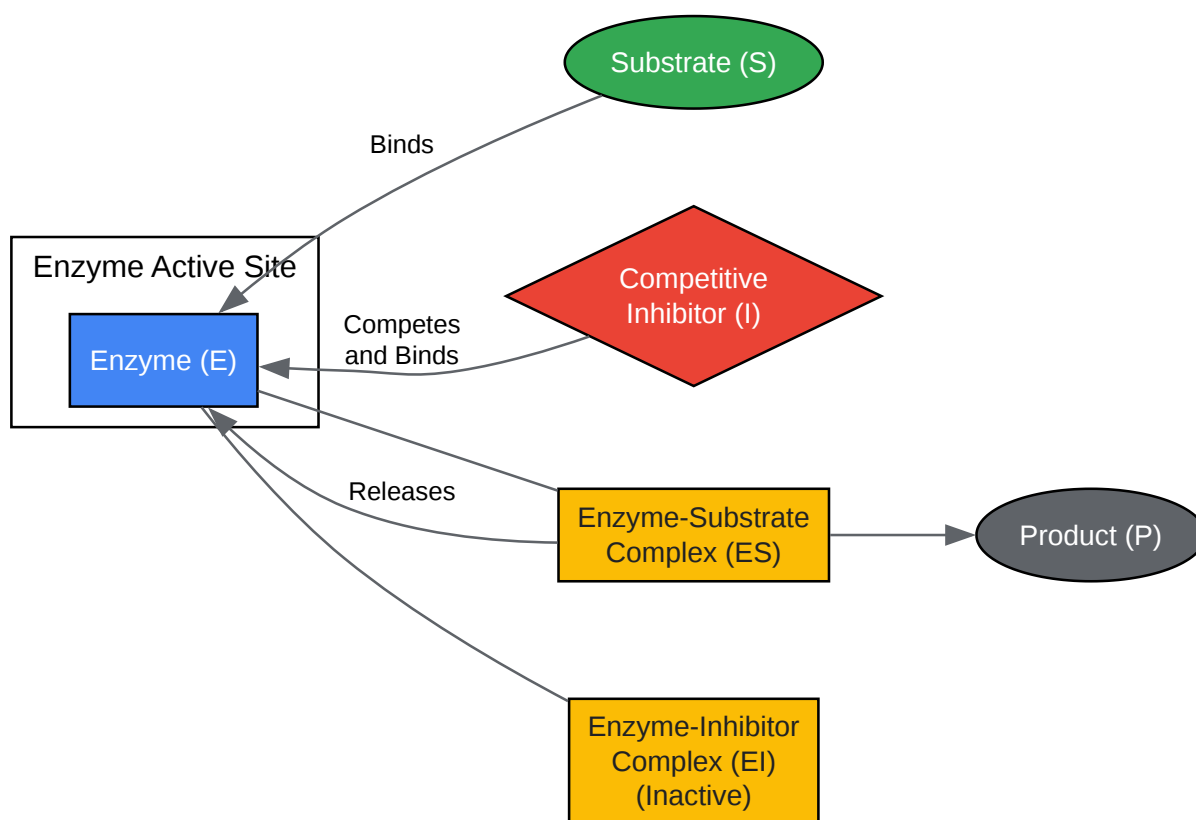 Substrate (S)
Binds
Enzyme Active Site
Competitive
Inhibitor (I)
Competes
and Binds
Enzyme (E)
Releases
Enzyme-Substrate
Complex (ES)
Product (P)
Enzyme-Inhibitor
Complex (EI)
(Inactive)